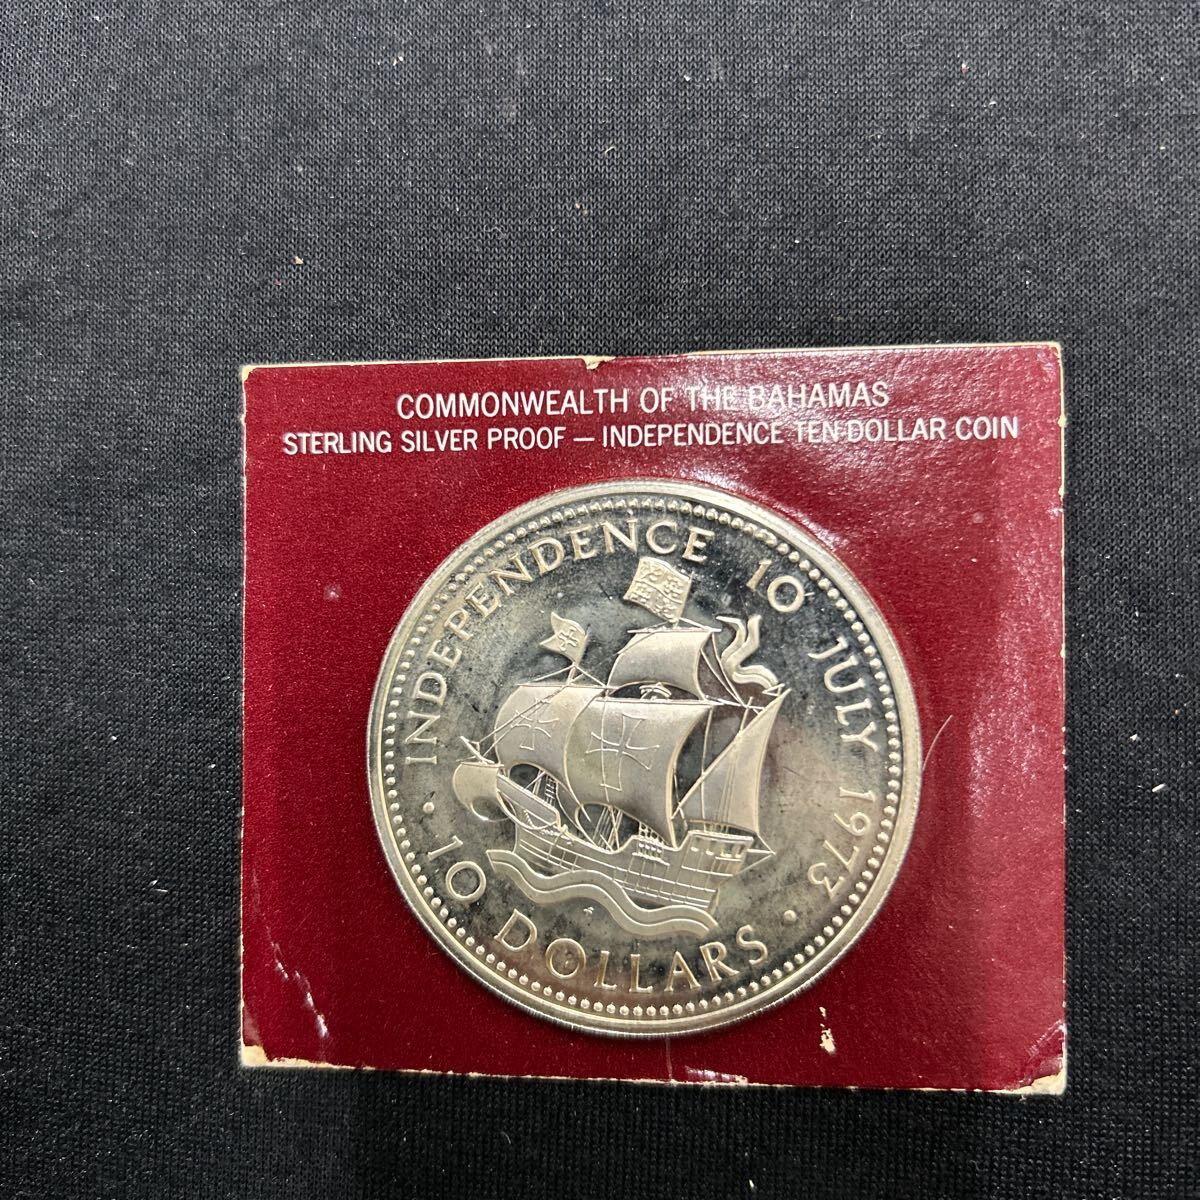 COMMONWEALTH OF THE BAHAMAS
STERLING SILVER PROOF — INDEPENDENCE TEN-DOLLAR COIN
INDEPENDENCE 10 JULY 1973
· 10 DOLLARS ·